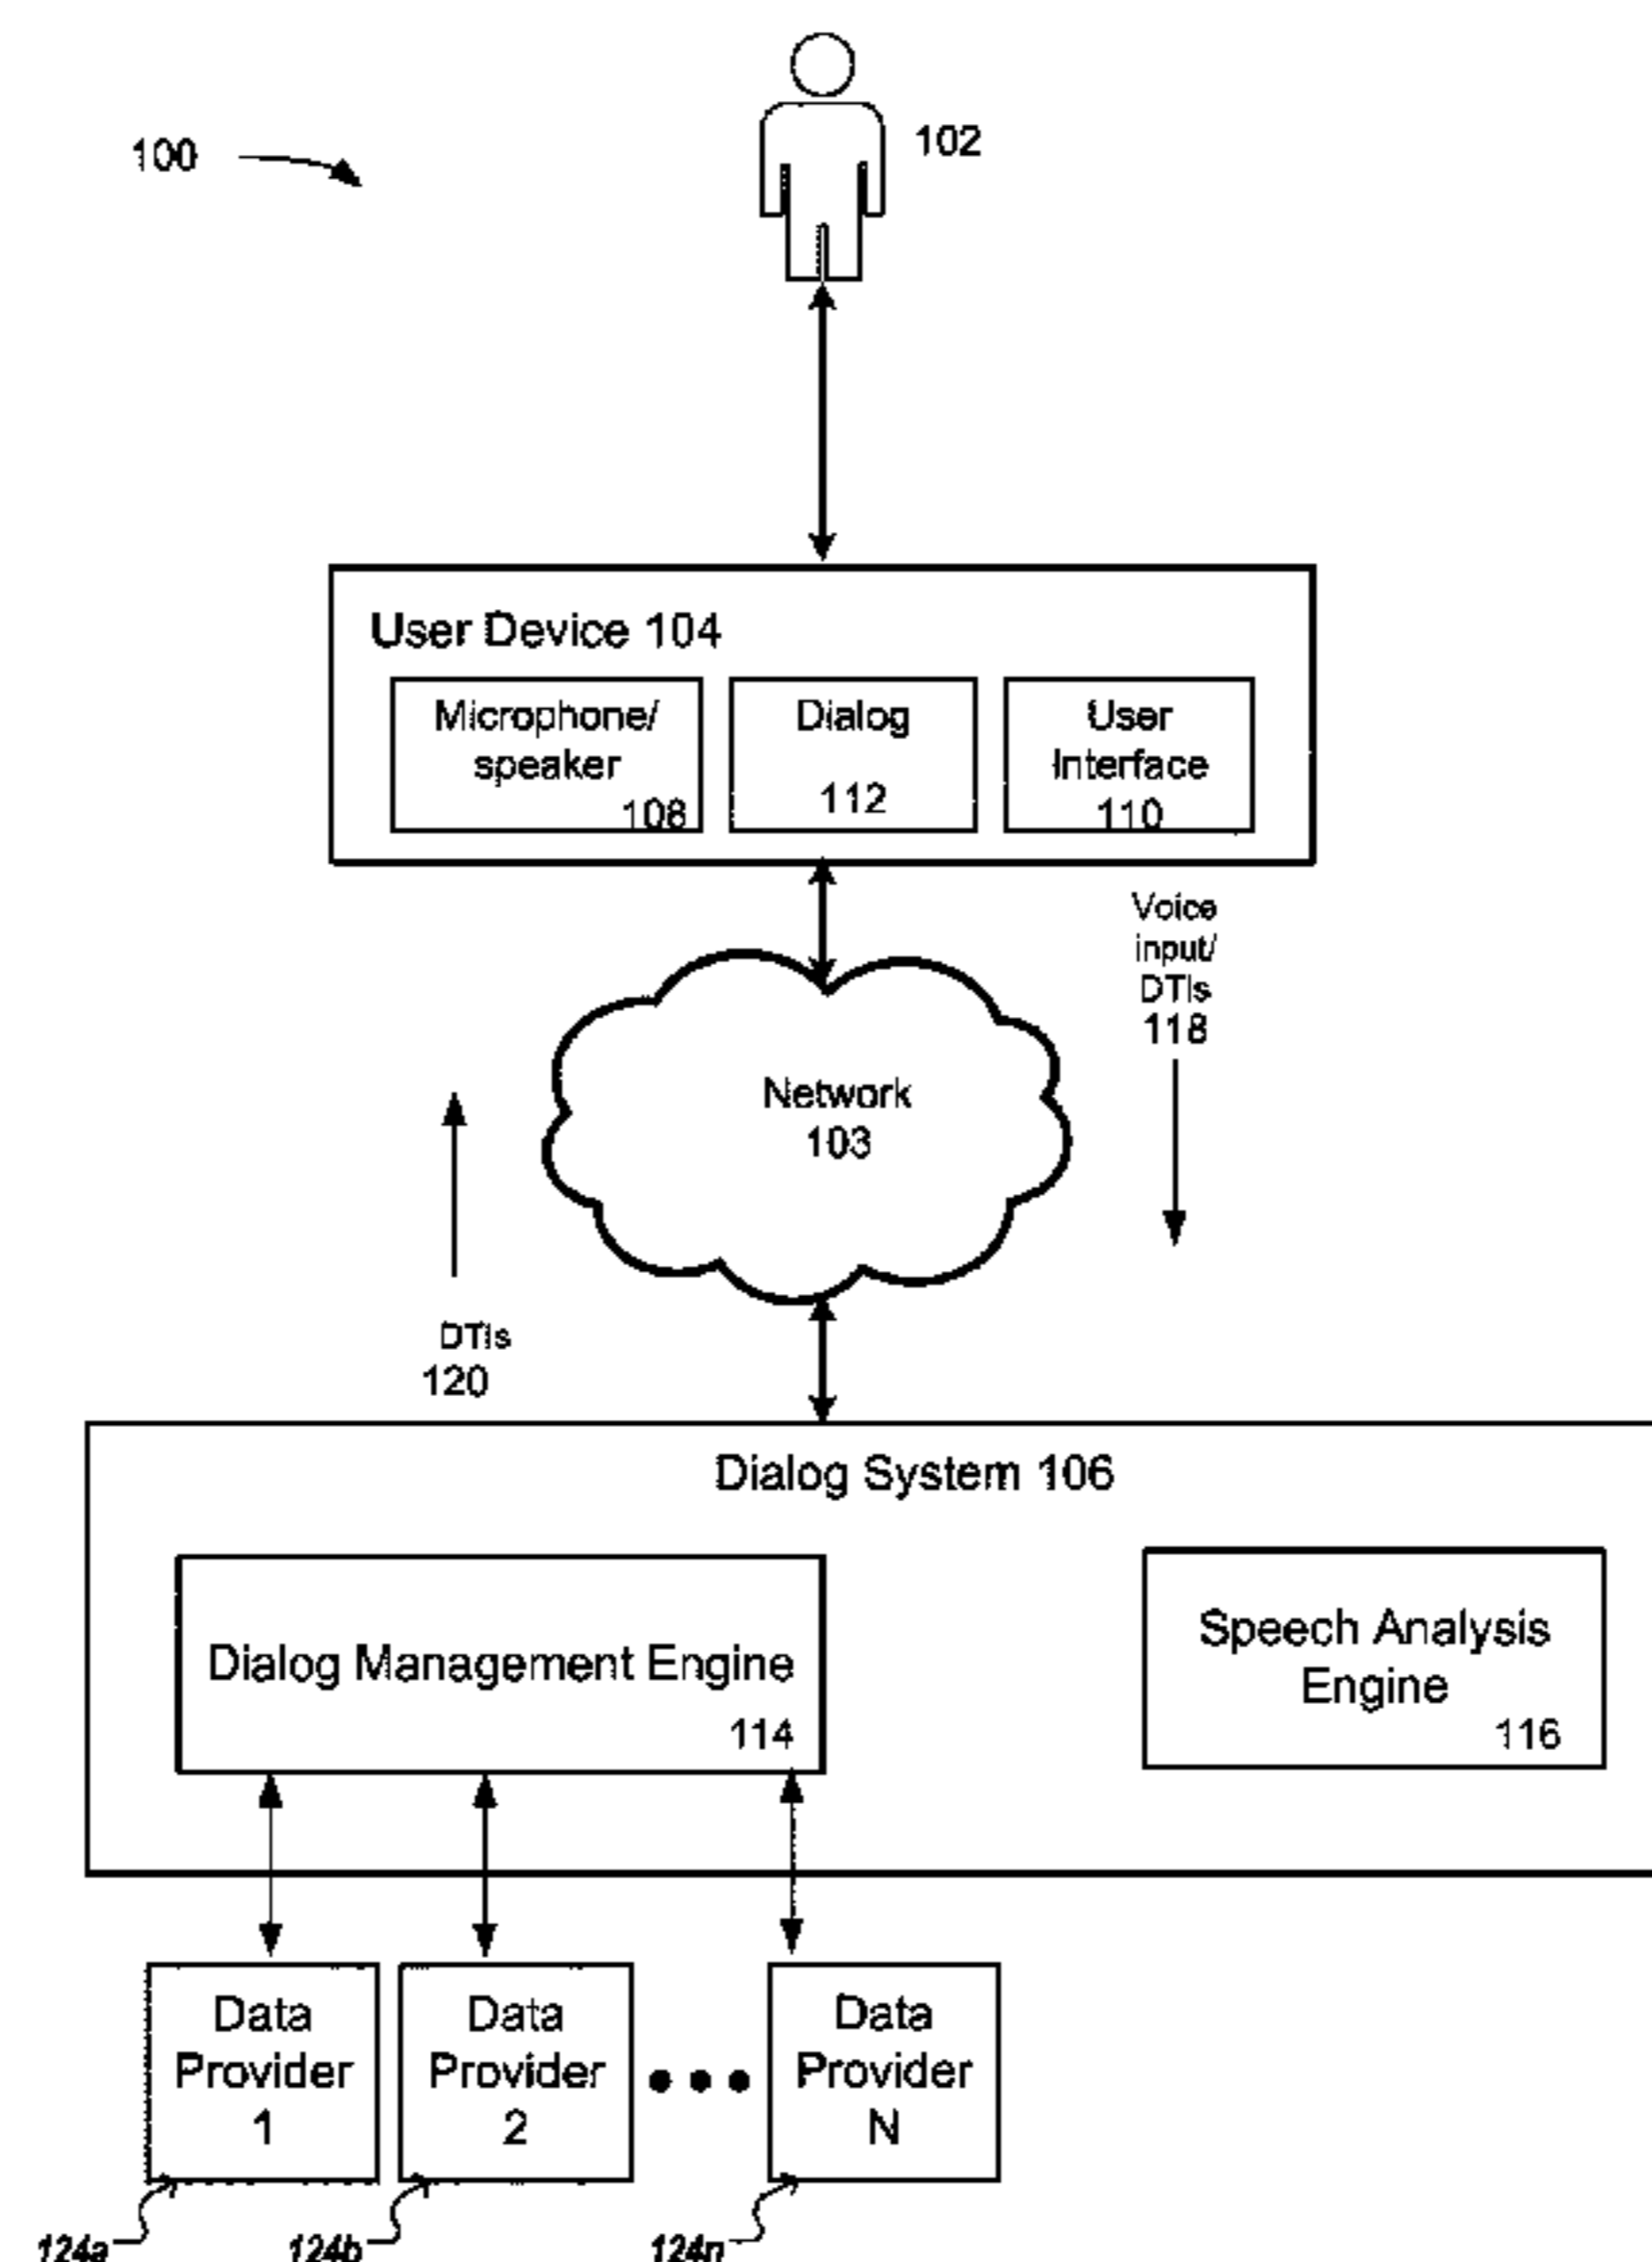 100
102
User Device 104
Microphone/
speaker
108
Dialog
112
User
Interface
110
Voice
input/
DTIs
118
Network
103
DTIs
120
Dialog System 106
Dialog Management Engine
114
Speech Analysis
Engine
116
Data
Provider
1
Data
Provider
2
Data
Provider
N
124a
124b
124n